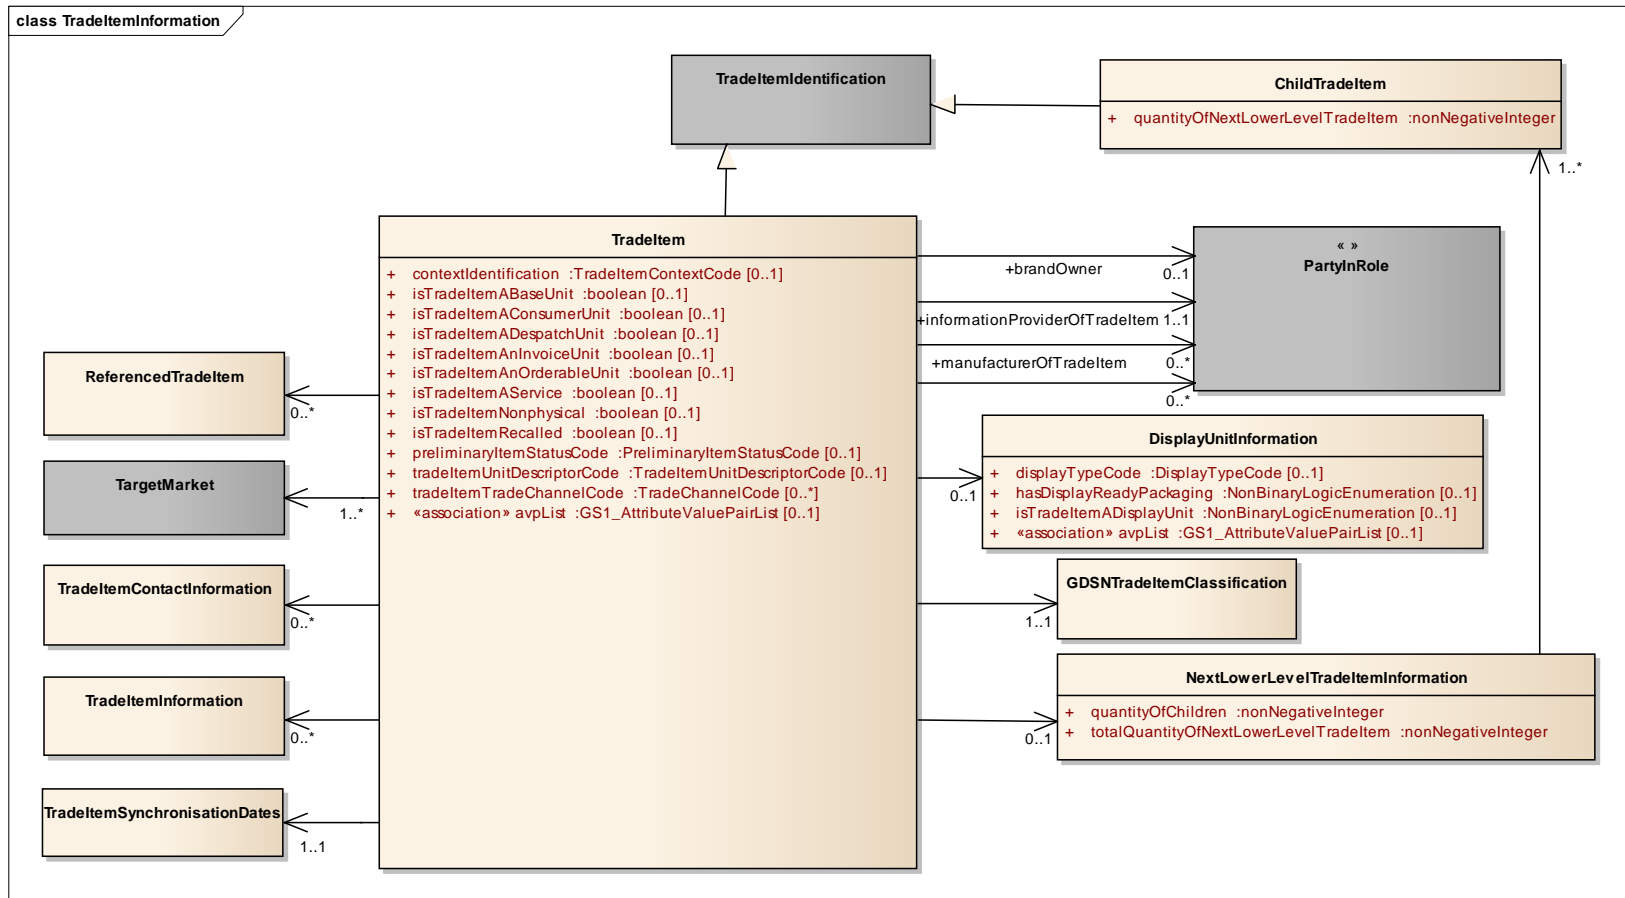 class TradeItemInformation
TradeItemIdentification
ChildTradeItem
+ quantityOfNextLowerLevelTradeItem :nonNegativeInteger
1..*
TradeItem
+ contextIdentification :TradeItemContextCode [0..1]
+ isTradeItemABaseUnit :boolean [0..1]
+ isTradeItemAConsumerUnit :boolean [0..1]
+ isTradeItemADespatchUnit :boolean [0..1]
+ isTradeItemAnInvoiceUnit :boolean [0..1]
+ isTradeItemAnOrderableUnit :boolean [0..1]
+ isTradeItemAService :boolean [0..1]
+ isTradeItemNonphysical :boolean [0..1]
+ isTradeItemRecalled :boolean [0..1]
+ preliminaryItemStatusCode :PreliminaryItemStatusCode [0..1]
+ tradeItemUnitDescriptorCode :TradeItemUnitDescriptorCode [0..1]
+ tradeItemTradeChannelCode :TradeChannelCode [0..*]
+ «association» avpList :GS1_AttributeValuePairList [0..1]
« »
PartyInRole
+brandOwner
0..1
+informationProviderOfTradeItem 1..1
+manufacturerOfTradeItem
0..*
0..*
ReferencedTradeItem
0..*
TargetMarket
1..*
TradeItemContactInformation
0..*
TradeItemInformation
0..*
TradeItemSynchronisationDates
1..1
DisplayUnitInformation
+ displayTypeCode :DisplayTypeCode [0..1]
+ hasDisplayReadyPackaging :NonBinaryLogicEnumeration [0..1]
+ isTradeItemADisplayUnit :NonBinaryLogicEnumeration [0..1]
+ «association» avpList :GS1_AttributeValuePairList [0..1]
0..1
GDSNTradeItemClassification
1..1
NextLowerLevelTradeItemInformation
+ quantityOfChildren :nonNegativeInteger
+ totalQuantityOfNextLowerLevelTradeItem :nonNegativeInteger
0..1